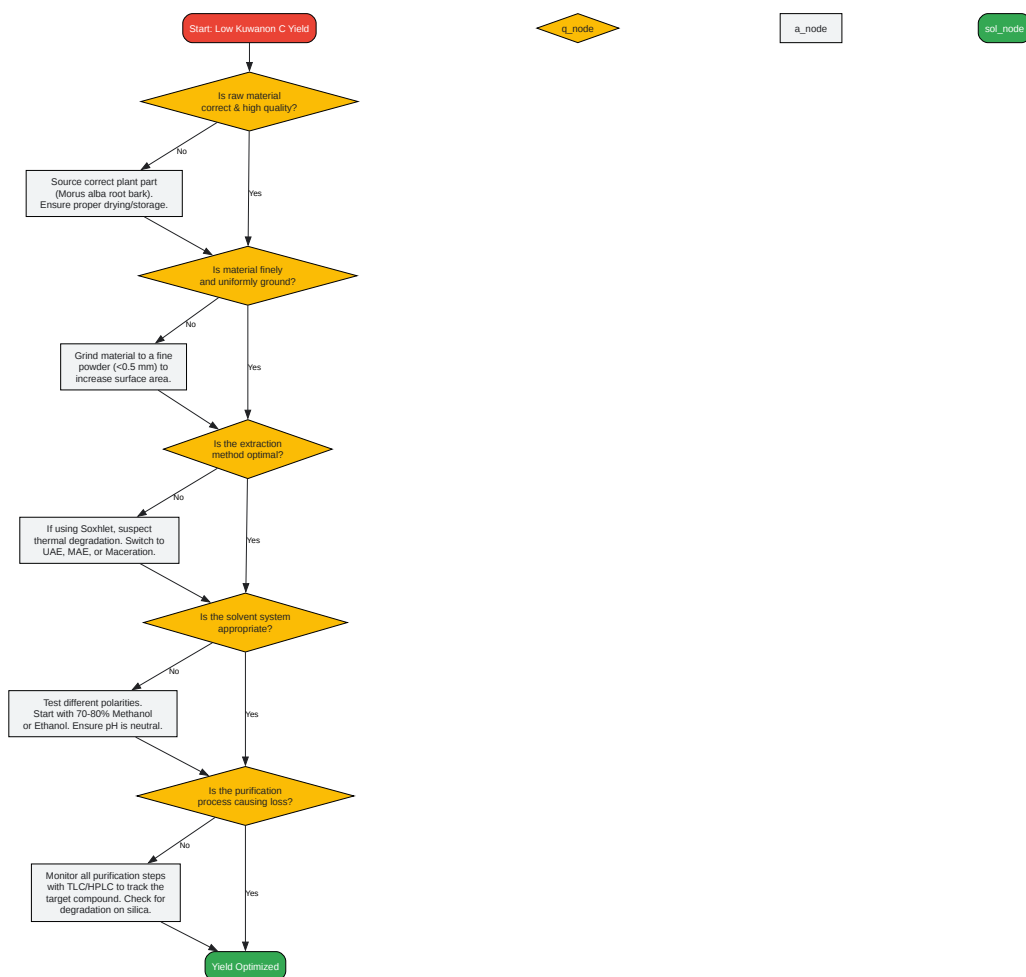 Start: Low Kuwanon C Yield
q_node
a_node
sol_node
Is raw material
correct & high quality?
No
Yes
Source correct plant part
(Morus alba root bark).
Ensure proper drying/storage.
Is material finely
and uniformly ground?
No
Yes
Grind material to a fine
powder (<0.5 mm) to
increase surface area.
Is the extraction
method optimal?
No
Yes
If using Soxhlet, suspect
thermal degradation. Switch to
UAE, MAE, or Maceration.
Is the solvent system
appropriate?
No
Yes
Test different polarities.
Start with 70-80% Methanol
or Ethanol. Ensure pH is neutral.
Is the purification
process causing loss?
No
Yes
Monitor all purification steps
with TLC/HPLC to track the
target compound. Check for
degradation on silica.
Yield Optimized